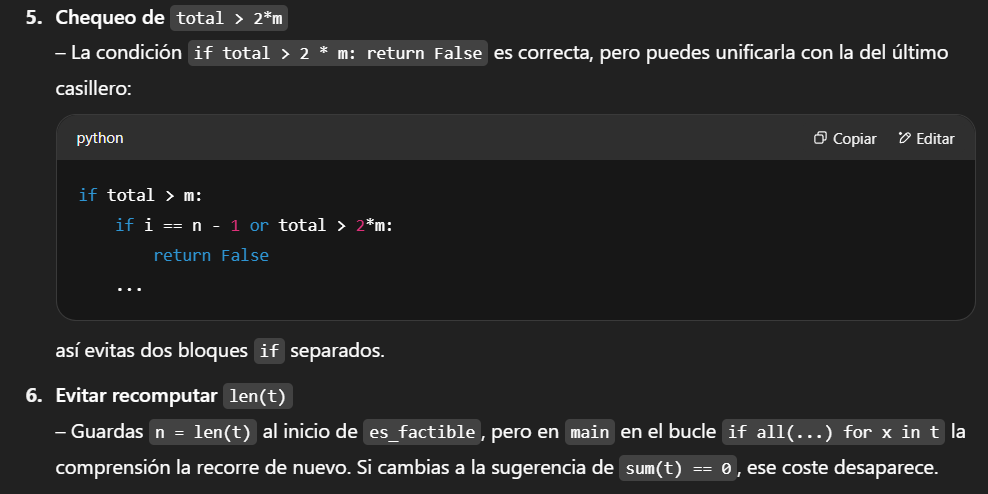 5. Chequeo de total > 2*m
– La condición if total > 2 * m: return False es correcta, pero puedes unificarla con la del último
casillero:
python
Copiar Editar
if total > m:
    if i == n - 1 or total > 2*m:
        return False
    ...
así evitas dos bloques if separados.
6. Evitar recomputar len(t)
– Guardas n = len(t) al inicio de es_factible, pero en main en el bucle if all(...) for x in t la
comprensión la recorre de nuevo. Si cambias a la sugerencia de sum(t) == 0, ese coste desaparece.